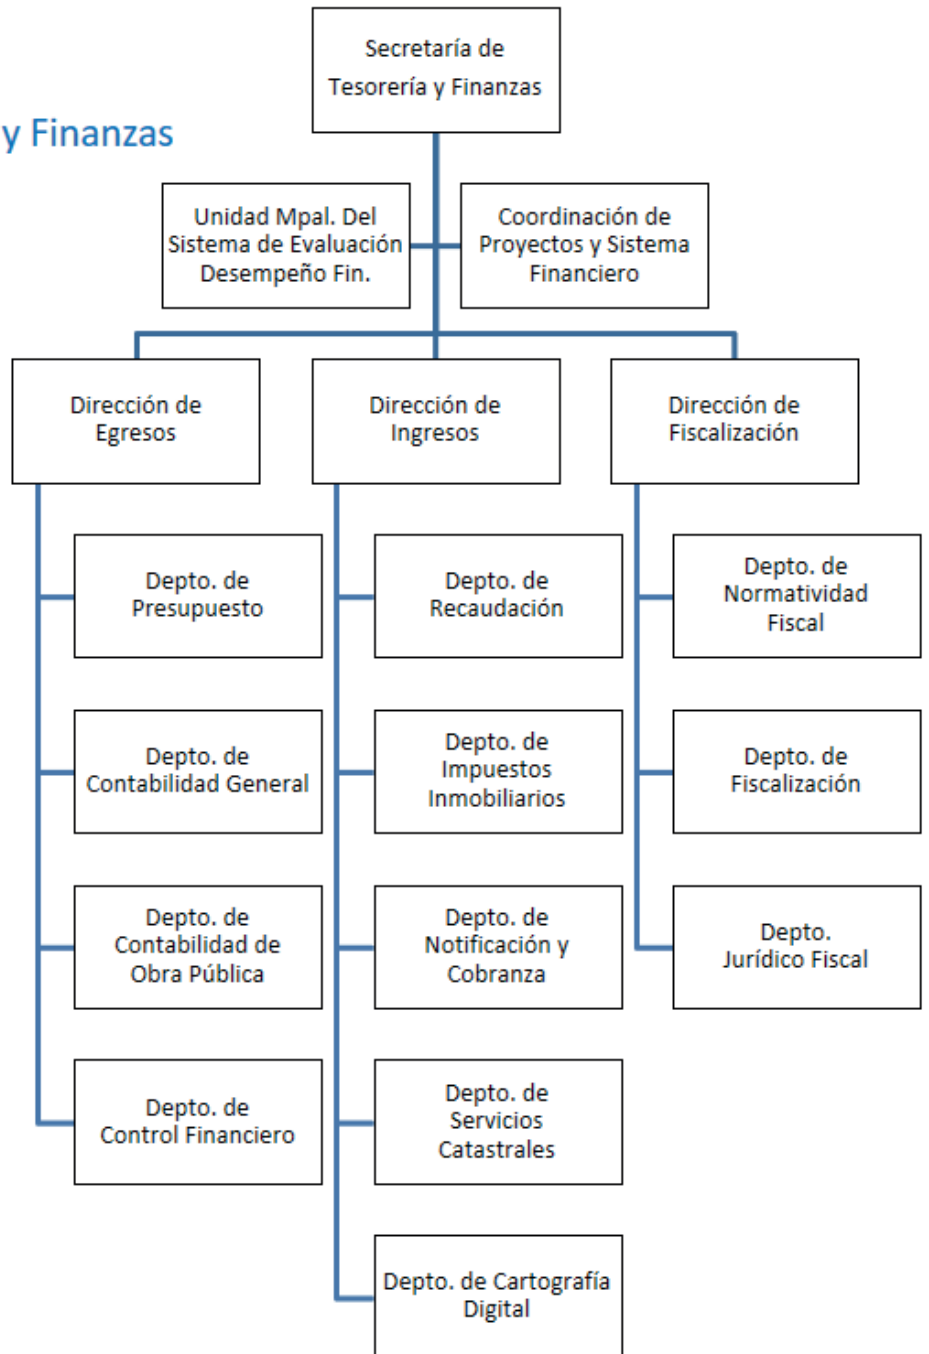 Secretaría de
Tesorería y Finanzas
y Finanzas
Unidad Mpal. Del
Sistema de Evaluación
Desempeño Fin.
Coordinación de
Proyectos y Sistema
Financiero
Dirección de
Egresos
Dirección de
Ingresos
Dirección de
Fiscalización
Depto. de
Presupuesto
Depto. de
Recaudación
Depto. de
Normatividad
Fiscal
Depto. de
Contabilidad General
Depto. de
Impuestos
Inmobiliarios
Depto. de
Fiscalización
Depto. de
Contabilidad de
Obra Pública
Depto. de
Notificación y
Cobranza
Depto.
Jurídico Fiscal
Depto. de
Control Financiero
Depto. de
Servicios
Catastrales
Depto. de Cartografía
Digital